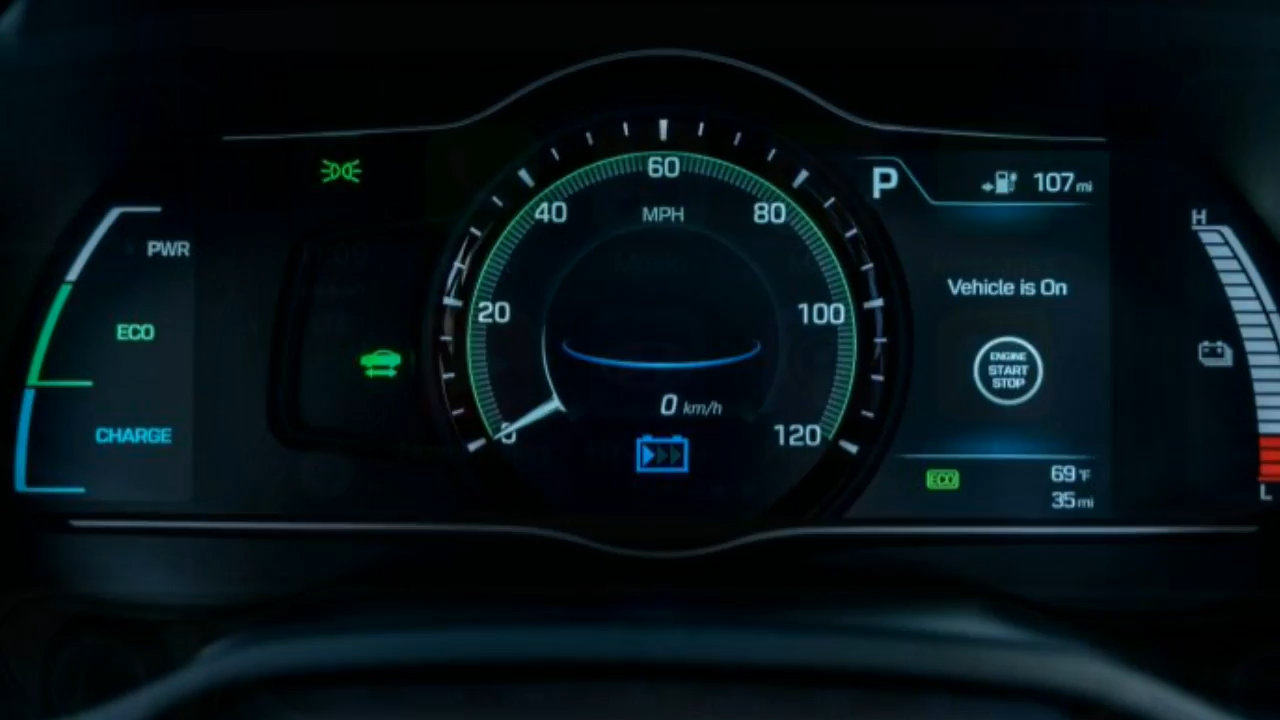 PWR
ECO
CHARGE
60
40
80
MPH
20
100
0
120
0 km/h
P
107 mi
Vehicle is On
ENGINE
START
STOP
ECO
69 °F
35 mi
H
L